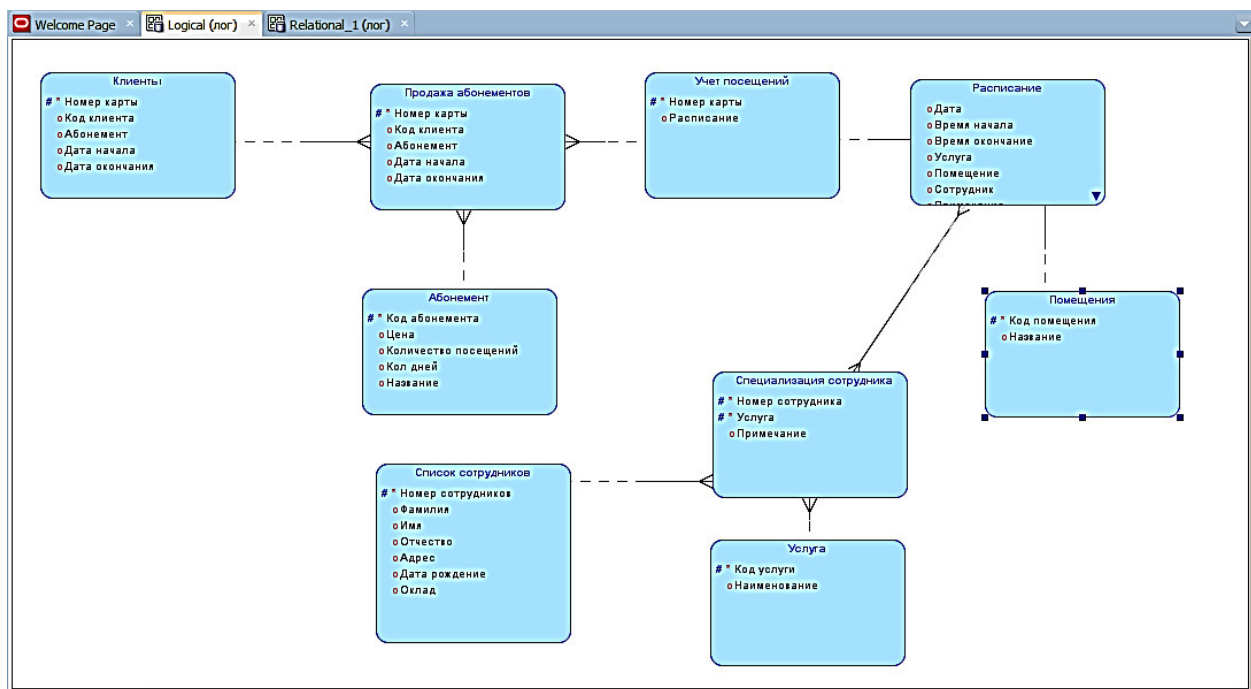 Welcome Page
Logical (лог)
Relational_1 (лог)
Клиенты
# * Номер карты
o Код клиента
o Абонемент
o Дата начала
o Дата окончания
Продажа абонементов
# * Номер карты
o Код клиента
o Абонемент
o Дата начала
o Дата окончания
Учет посещений
# * Номер карты
o Расписание
Расписание
o Дата
o Время начала
o Время окончание
o Услуга
o Помещение
o Сотрудник
Абонемент
# * Код абонемента
o Цена
o Количество посещений
o Кол дней
o Название
Помещения
# * Код помещения
o Название
Специализация сотрудника
# * Номер сотрудника
# * Услуга
o Примечание
Список сотрудников
# * Номер сотрудников
o Фамилия
o Имя
o Отчество
o Адрес
o Дата рождение
o Оклад
Услуга
# * Код услуги
o Наименование